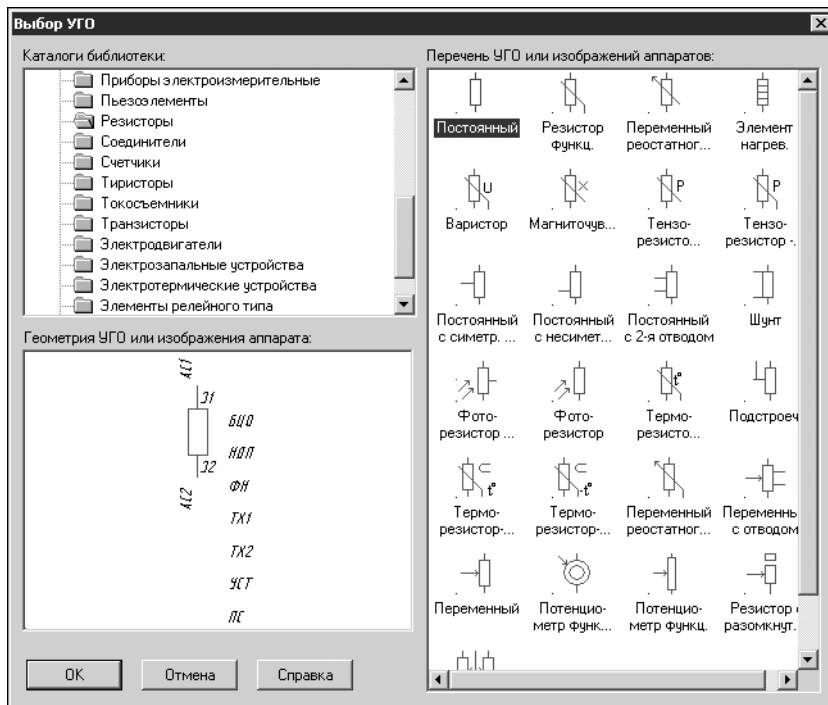 Выбор УГО
Каталоги библиотеки:
Приборы электроизмерительные
Пьезоэлементы
Резисторы
Соединители
Счетчики
Тиристоры
Токосъемники
Транзисторы
Электродвигатели
Электрозапальные устройства
Электротермические устройства
Элементы релейного типа
Геометрия УГО или изображения аппарата:
АС1
31
БЦО
НОП
32
ФН
АС2
ТХ1
ТХ2
УСТ
ПС
ОК
Отмена
Справка
Перечень УГО или изображений аппаратов:
Постоянный Резистор Переменный Элемент
функц. реостатног... нагрев.
U P P
Варистор Магниточув... Тензо- Тензо-
резисто... резистор -.
Постоянный Постоянный Постоянный Шунт
с симетр. ... с несимет... с 2-я отводом
t°
Фото- Фото- Термо- Подстроеч
резистор ... резистор резисто...
t° -t°
Термо- Термо- Переменный Переменнь
резистор-... резистор-... реостатног... с отводом
Переменный Потенцио- Потенцио- Резистор
метр функ... метр функц. разомкнут.